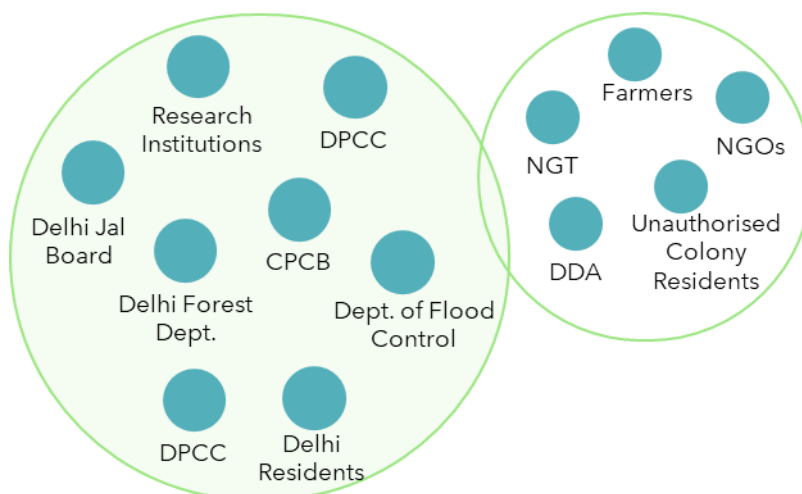 Research
Institutions
DPCC
Delhi Jal
Board
CPCB
Delhi Forest
Dept.
Dept. of Flood
Control
DPCC
Delhi
Residents
Farmers
NGOs
NGT
Unauthorised
Colony
Residents
DDA